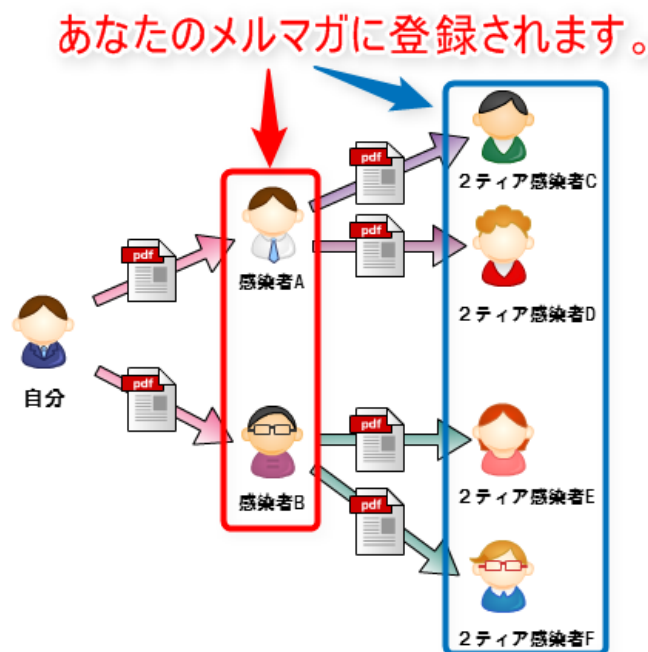 あなたのメルマガに登録されます。
pdf
２ティア感染者C
pdf
感染者A
pdf
２ティア感染者D
自分
pdf
感染者B
pdf
２ティア感染者E
pdf
２ティア感染者F